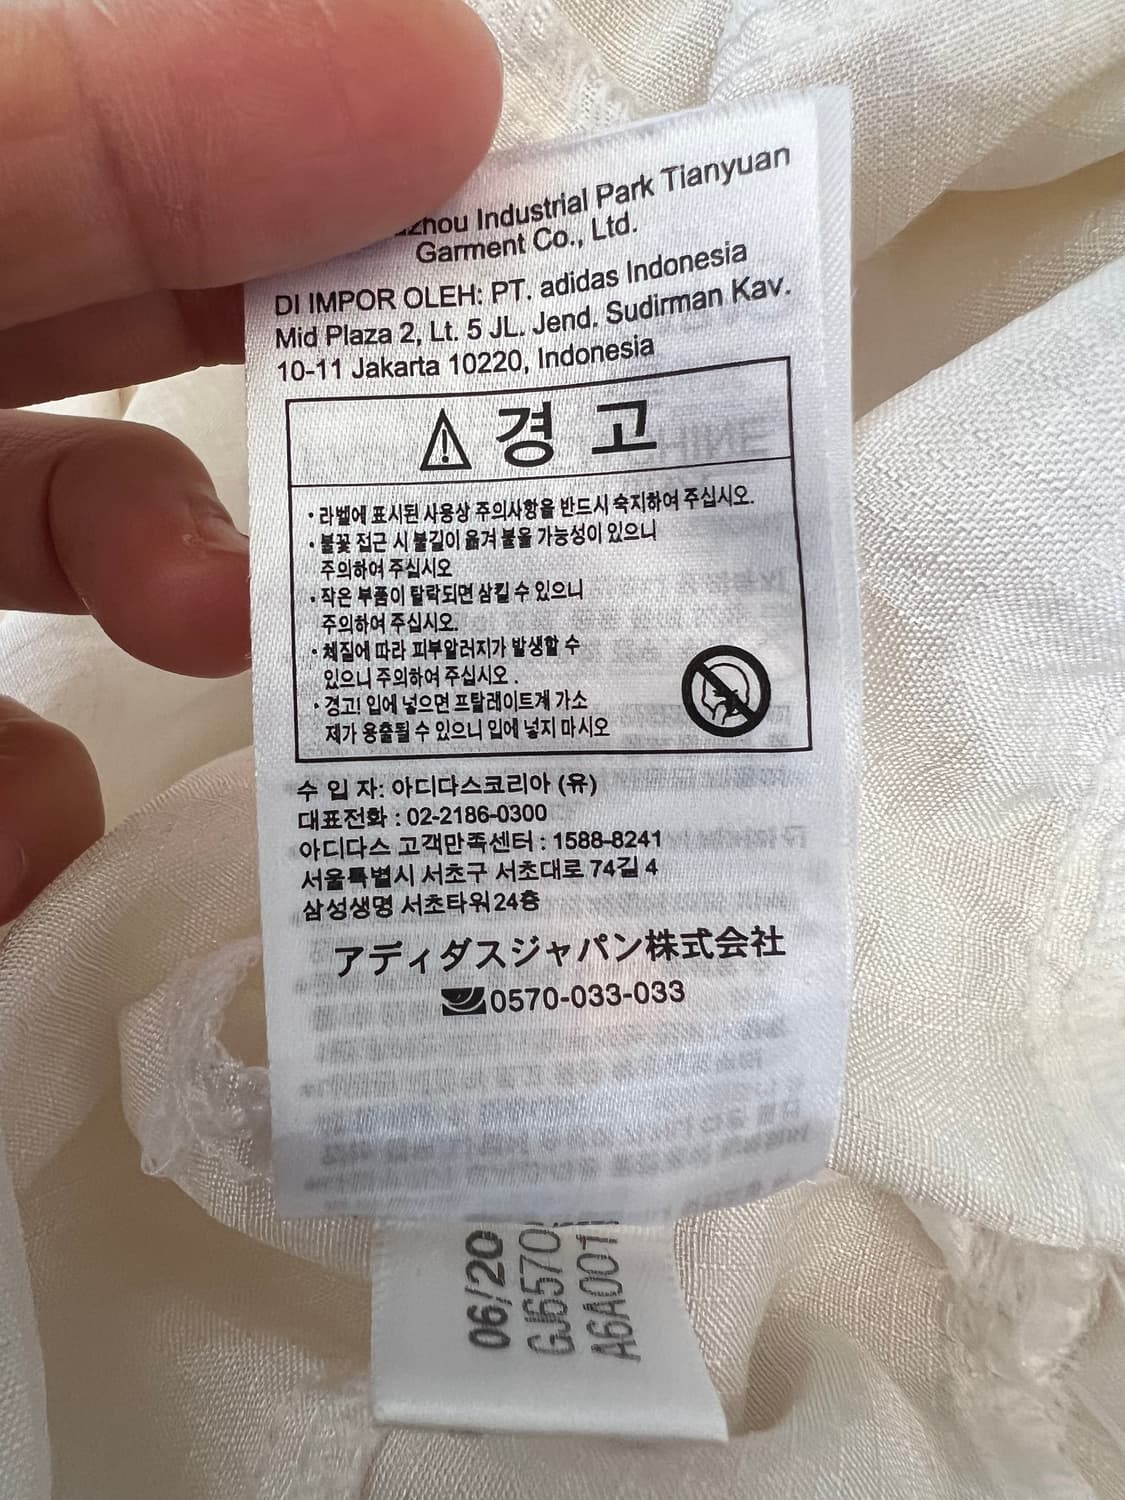 Industrial Park Tianyuan
Garment Co., Ltd.
DI IMPOR OLEH: PT. adidas Indonesia
Mid Plaza 2, Lt. 5 JL. Jend. Sudirman Kav.
10-11 Jakarta 10220, Indonesia
경 고
• 라벨에 표시된 사용상 주의사항을 반드시 숙지하여 주십시오.
• 불꽃 접근 시 불길이 옮겨 붙을 가능성이 있으니
주의하여 주십시오
• 작은 부품이 탈락되면 삼킬 수 있으니
주의하여 주십시오.
• 체질에 따라 피부알러지가 발생할 수
있으니 주의하여 주십시오 .
• 경고! 입에 넣으면 프탈레이트계 가소
제가 용출될 수 있으니 입에 넣지 마시오
수 입 자: 아디다스코리아 (유)
대표전화 : 02-2186-0300
아디다스 고객만족센터 : 1588-8241
서울특별시 서초구 서초대로 74길 4
삼성생명 서초타워 24층
アディダスジャパン株式会社
0570-033-033
06/20
GJ6570
A6A001